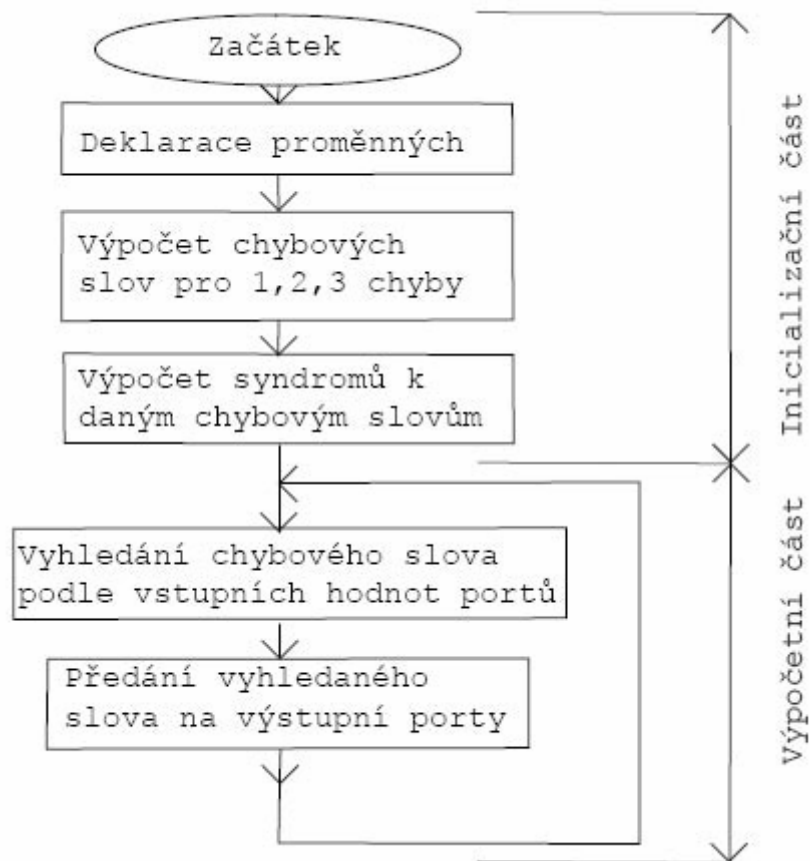 Začátek
Deklarace proměnných
Výpočet chybových
slov pro 1,2,3 chyby
Výpočet syndromů k
daným chybovým slovům
Vyhledání chybového slova
podle vstupních hodnot portů
Předání vyhledaného
slova na výstupní porty
Inicializační část
Výpočetní část